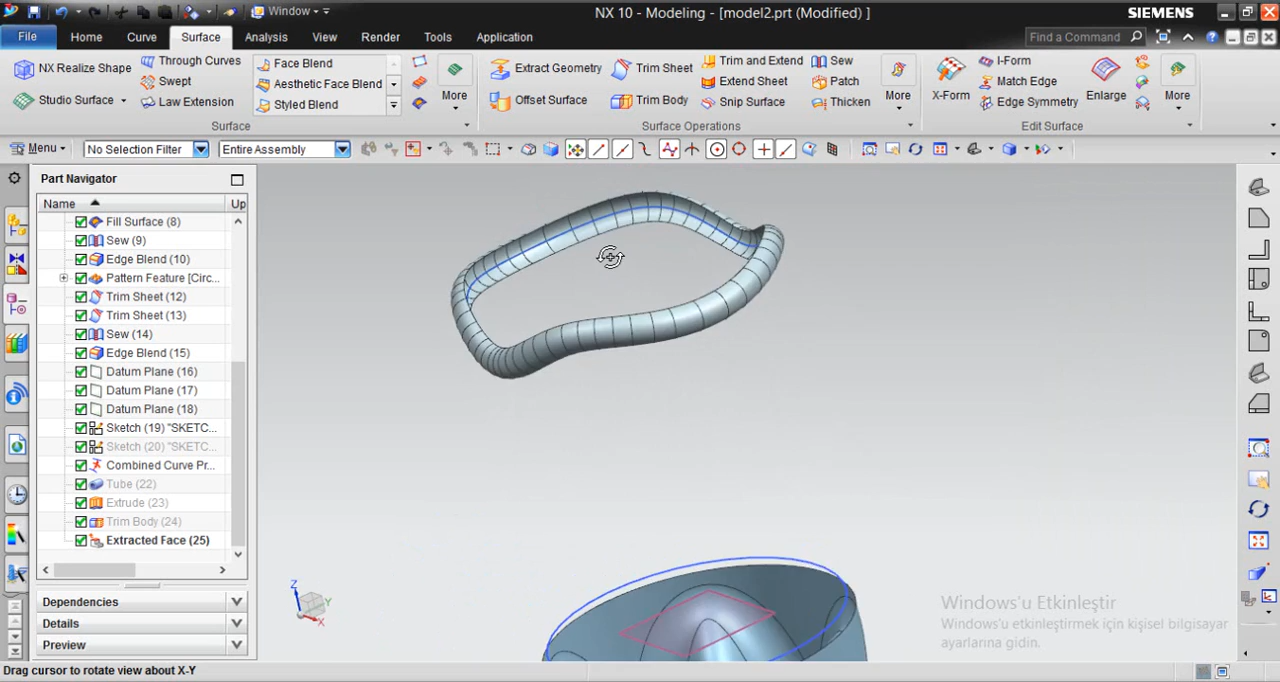 Window
NX 10 - Modeling - [model2.prt (Modified) ]
SIEMENS
File
Home
Curve
Surface
Analysis
View
Render
Tools
Application
Find a Command
NX Realize Shape
Studio Surface
Through Curves
Swept
Law Extension
Face Blend
Aesthetic Face Blend
Styled Blend
More
Surface
Extract Geometry
Offset Surface
Trim Sheet
Trim Body
Trim and Extend
Extend Sheet
Snip Surface
Sew
Patch
Thicken
More
Surface Operations
X-Form
I-Form
Match Edge
Edge Symmetry
Enlarge
More
Edit Surface
Menu
No Selection Filter
Entire Assembly
Part Navigator
Name
Up
Fill Surface (8)
Sew (9)
Edge Blend (10)
Pattern Feature [Circ...
Trim Sheet (12)
Trim Sheet (13)
Sew (14)
Edge Blend (15)
Datum Plane (16)
Datum Plane (17)
Datum Plane (18)
Sketch (19) "SKETC...
Sketch (20) "SKETC...
Combined Curve Pr...
Tube (22)
Extrude (23)
Trim Body (24)
Extracted Face (25)
Dependencies
Details
Preview
Z
Y
X
Windows'u Etkinleştir
Windows'u etkinleştirmek için kişisel bilgisayar
ayarlarına gidin.
Drag cursor to rotate view about X-Y